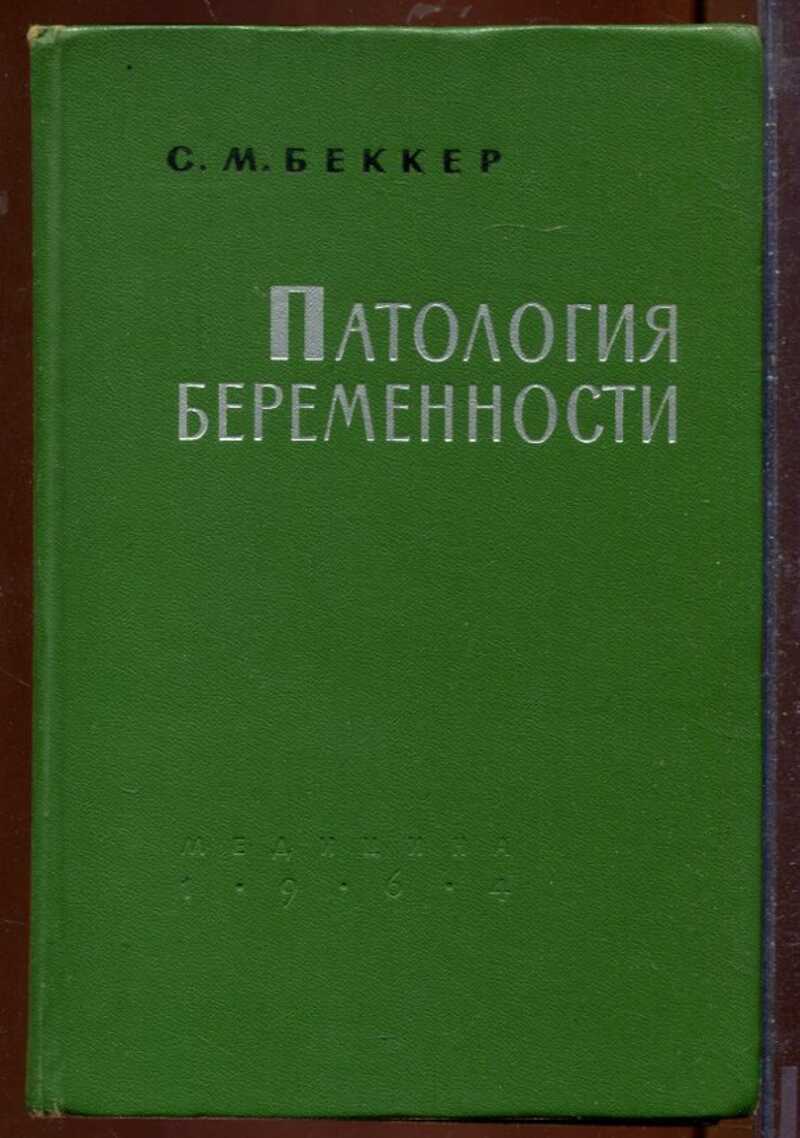 С. М. БЕККЕР
ПАТОЛОГИЯ
БЕРЕМЕННОСТИ
МЕДИЦИНА
1·9·6·4